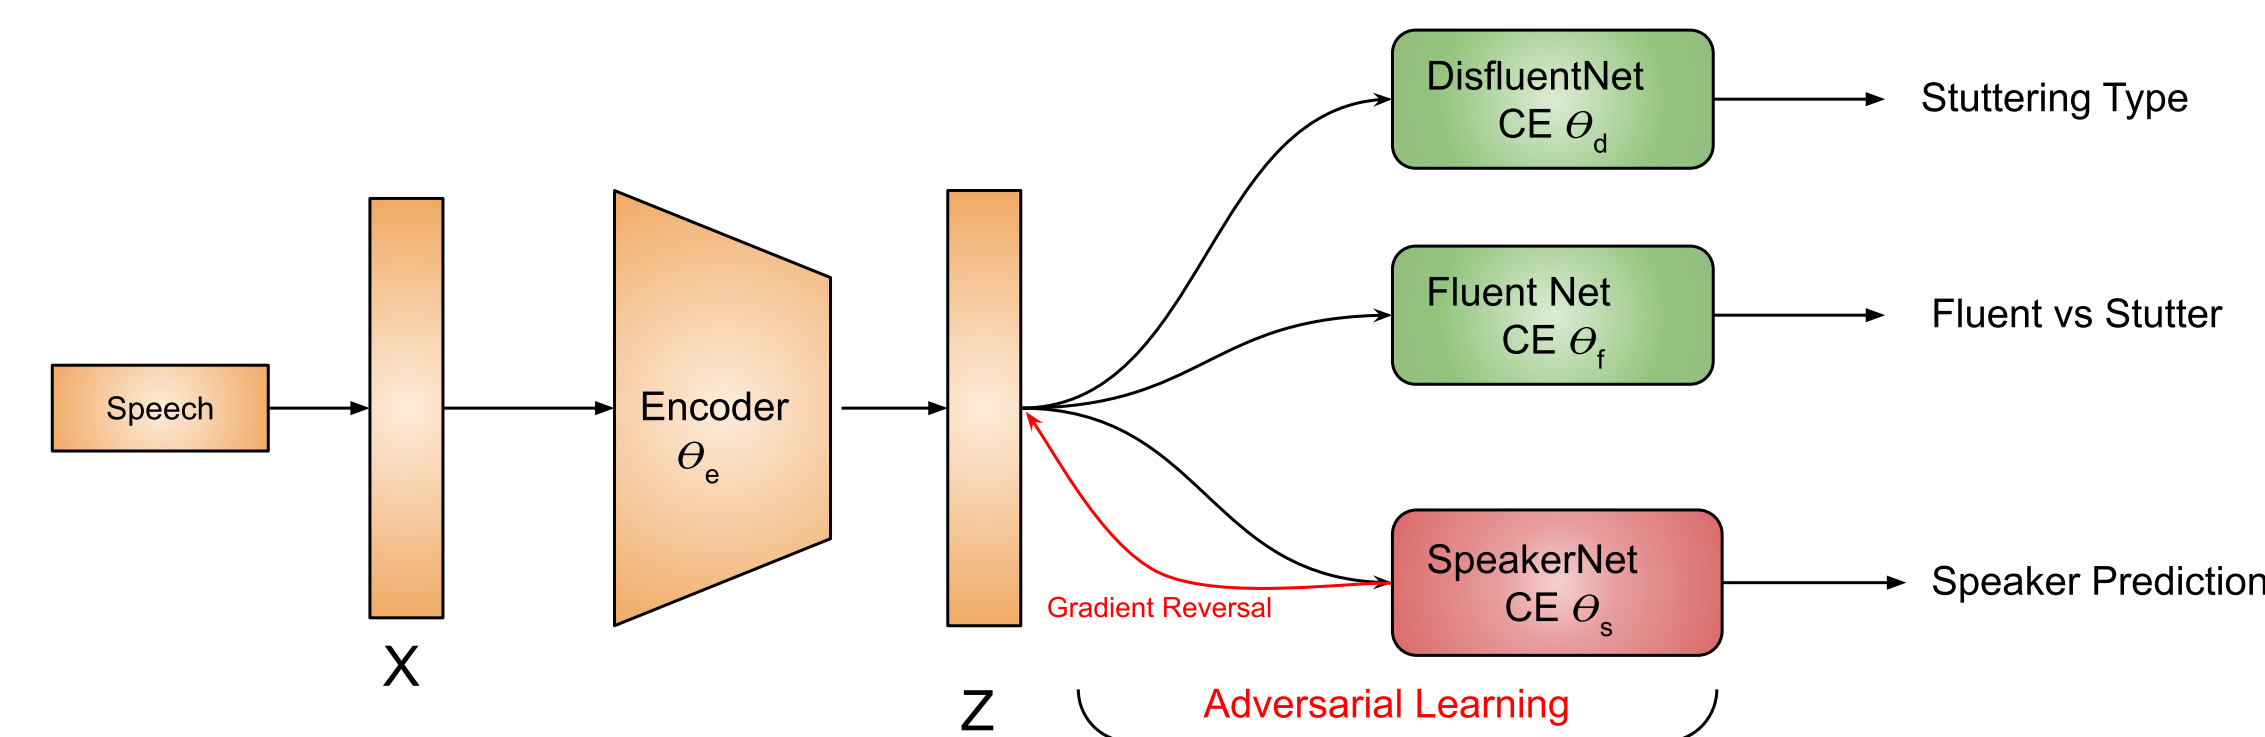 Speech
X
Encoder
θe
Z
DisfluentNet
CE θd
Stuttering Type
Fluent Net
CE θf
Fluent vs Stutter
SpeakerNet
CE θs
Speaker Prediction
Gradient Reversal
Adversarial Learning